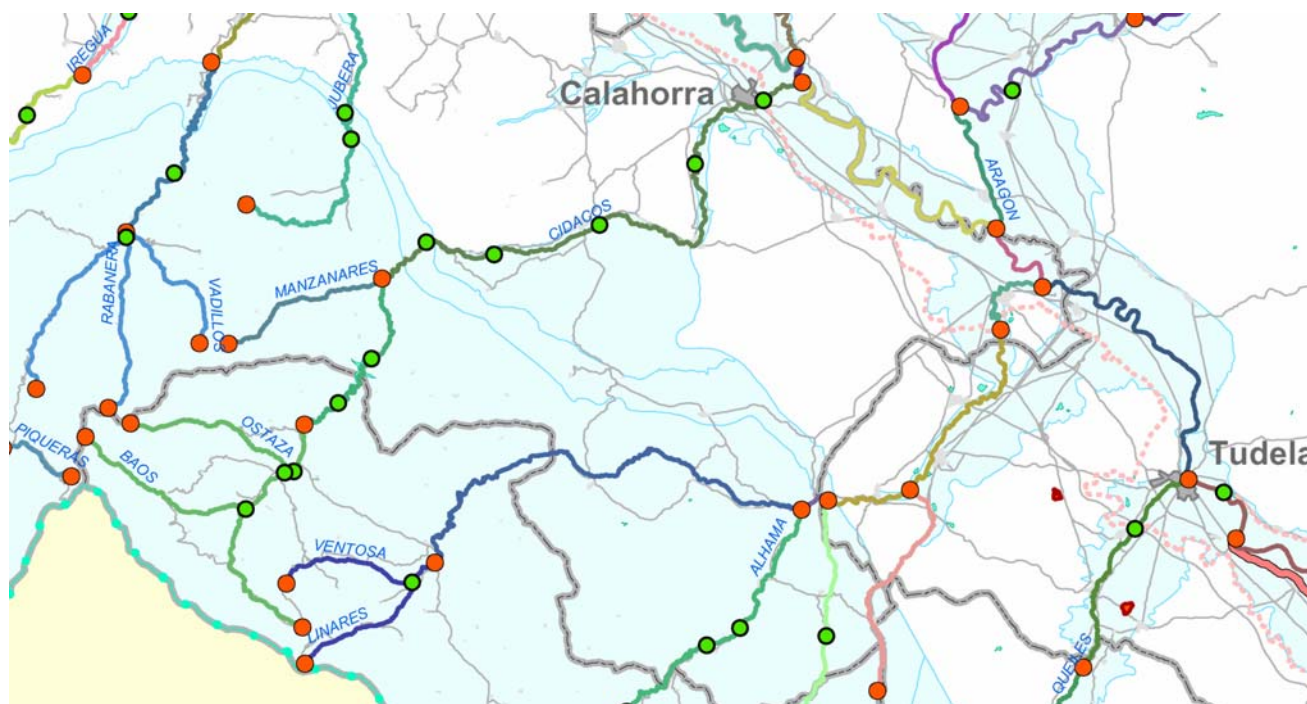 IREGUA
JUBERA
Calahorra
ARAGON
CIDACOS
RABANERA
VADILLOS
MANZANARES
OSTAZA
PIQUERAS
BAOS
Tudela
VENTOSA
ALHAMA
LINARES
QUEILES